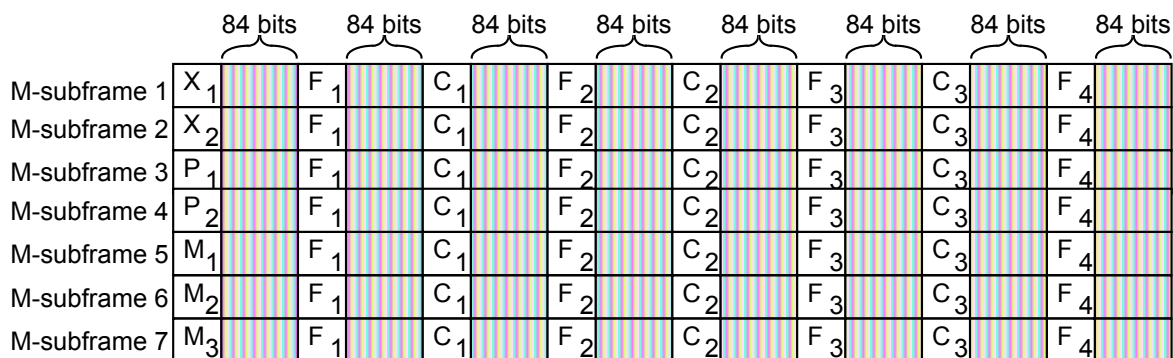 84 bits 84 bits 84 bits 84 bits 84 bits 84 bits 84 bits 84 bits
M-subframe 1 X1 F1 C1 F2 C2 F3 C3 F4
M-subframe 2 X2 F1 C1 F2 C2 F3 C3 F4
M-subframe 3 P1 F1 C1 F2 C2 F3 C3 F4
M-subframe 4 P2 F1 C1 F2 C2 F3 C3 F4
M-subframe 5 M1 F1 C1 F2 C2 F3 C3 F4
M-subframe 6 M2 F1 C1 F2 C2 F3 C3 F4
M-subframe 7 M3 F1 C1 F2 C2 F3 C3 F4